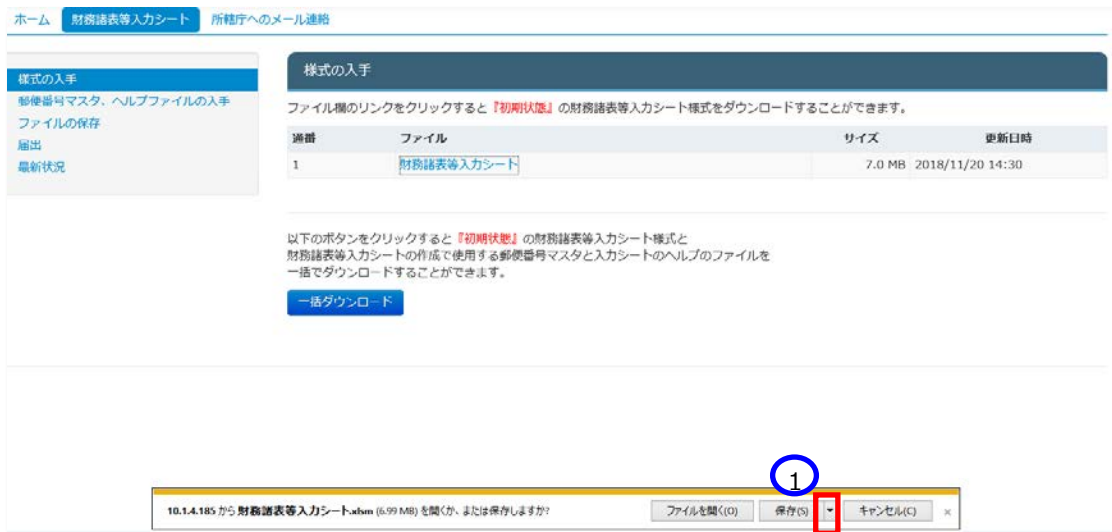 ホーム 財務諸表等入力シート 所轄庁へのメール連絡
様式の入手
郵便番号マスタ、ヘルプファイルの入手
ファイルの保存
届出
最新状況
様式の入手
ファイル欄のリンクをクリックすると『初期状態』の財務諸表等入力シート様式をダウンロードすることができます。
通番 ファイル サイズ 更新日時
1 財務諸表等入力シート 7.0 MB 2018/11/20 14:30
以下のボタンをクリックすると『初期状態』の財務諸表等入力シート様式と
財務諸表等入力シートの作成で使用する郵便番号マスタと入力シートのヘルプのファイルを
一括でダウンロードすることができます。
一括ダウンロード
1
10.1.4.185 から 財務諸表等入力シート.xlsm (6.99 MB) を開くか、または保存しますか? ファイルを開く(O) 保存(S) ▼ キャンセル(C) ×